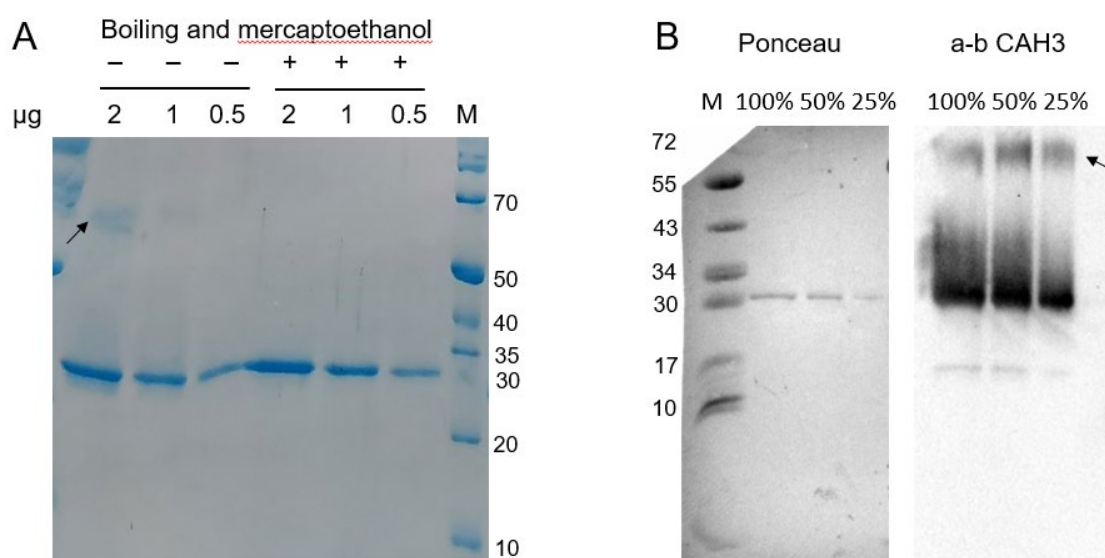 A
Boiling and mercaptoethanol
– – – + + +
µg 2 1 0.5 2 1 0.5 M
70
50
40
35
30
20
10
B
Ponceau
a-b CAH3
M 100% 50% 25%
100% 50% 25%
72
55
43
34
30
17
10